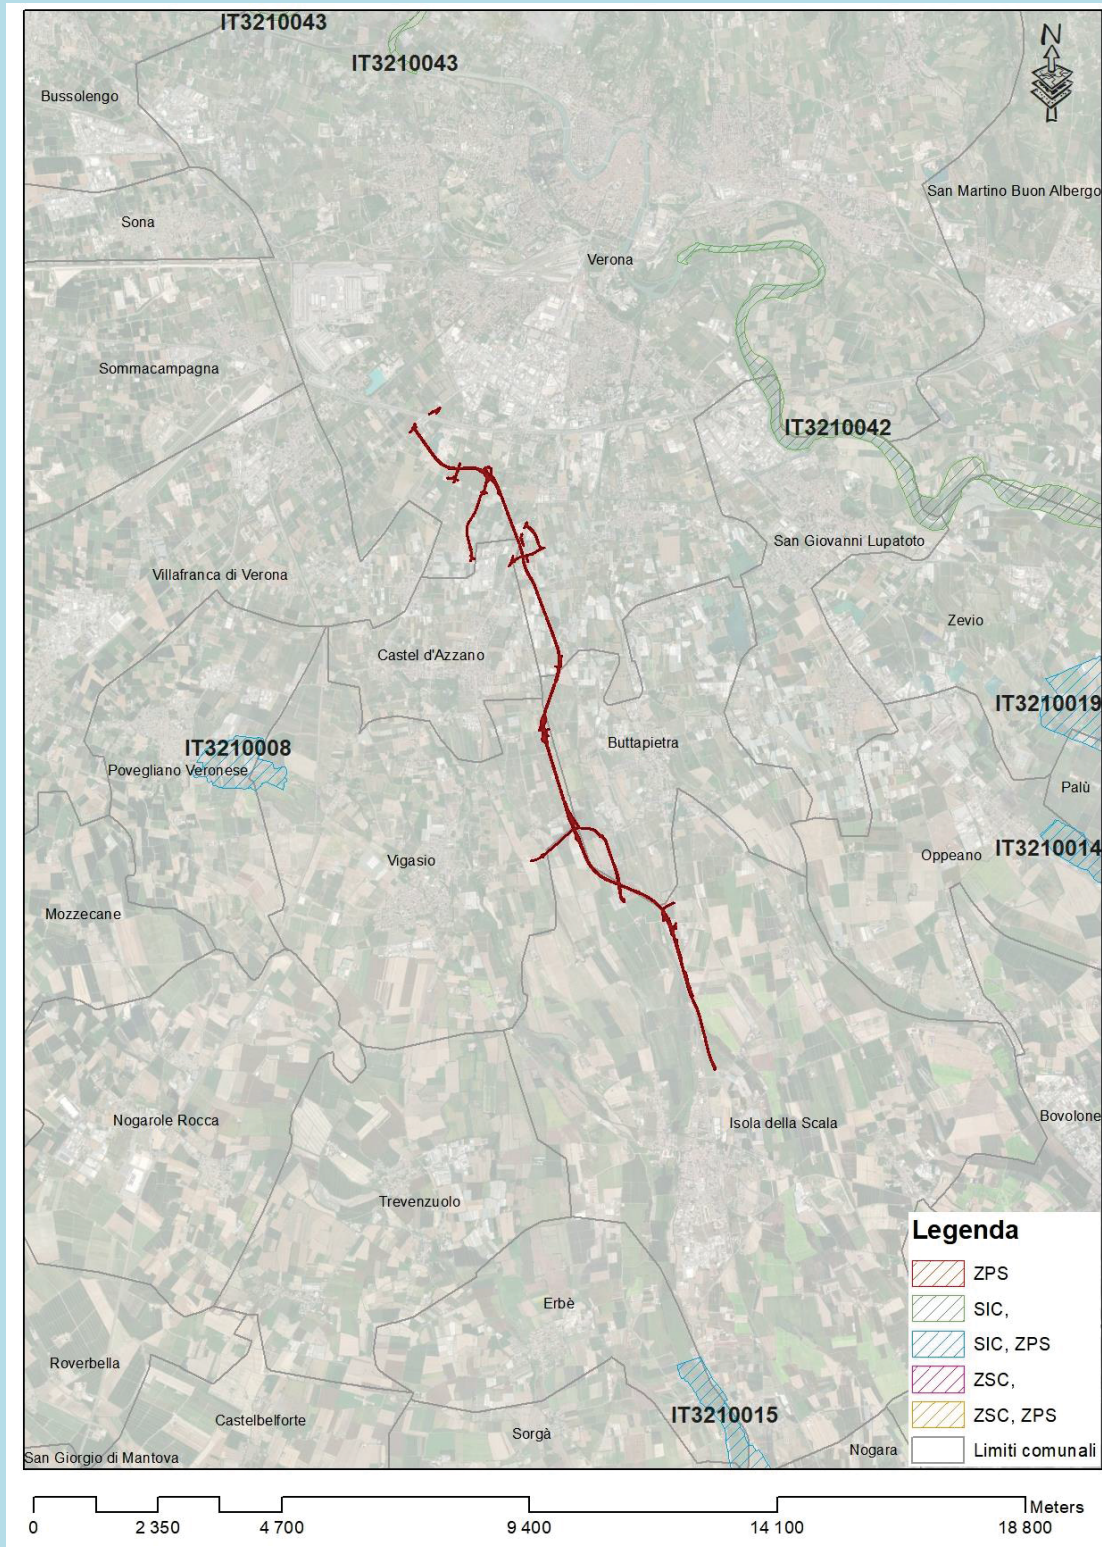 IT3210043
IT3210043
N
Bussolengo
San Martino Buon Albergo
Sona
Verona
Sommacampagna
IT3210042
San Giovanni Lupatoto
Villafranca di Verona
Zevio
Castel d'Azzano
IT3210019
IT3210008
Buttapietra
Povegliano Veronese
Palù
IT3210014
Oppeano
Vigasio
Mozzecane
Nogarole Rocca
Isola della Scala
Bovolone
Trevenzuolo
Legenda
ZPS
SIC,
SIC, ZPS
ZSC,
ZSC, ZPS
Limiti comunali
Erbè
Roverbella
Castelbelforte
IT3210015
Sorgà
Nogara
San Giorgio di Mantova
Meters
0 2 350 4 700 9 400 14 100 18 800